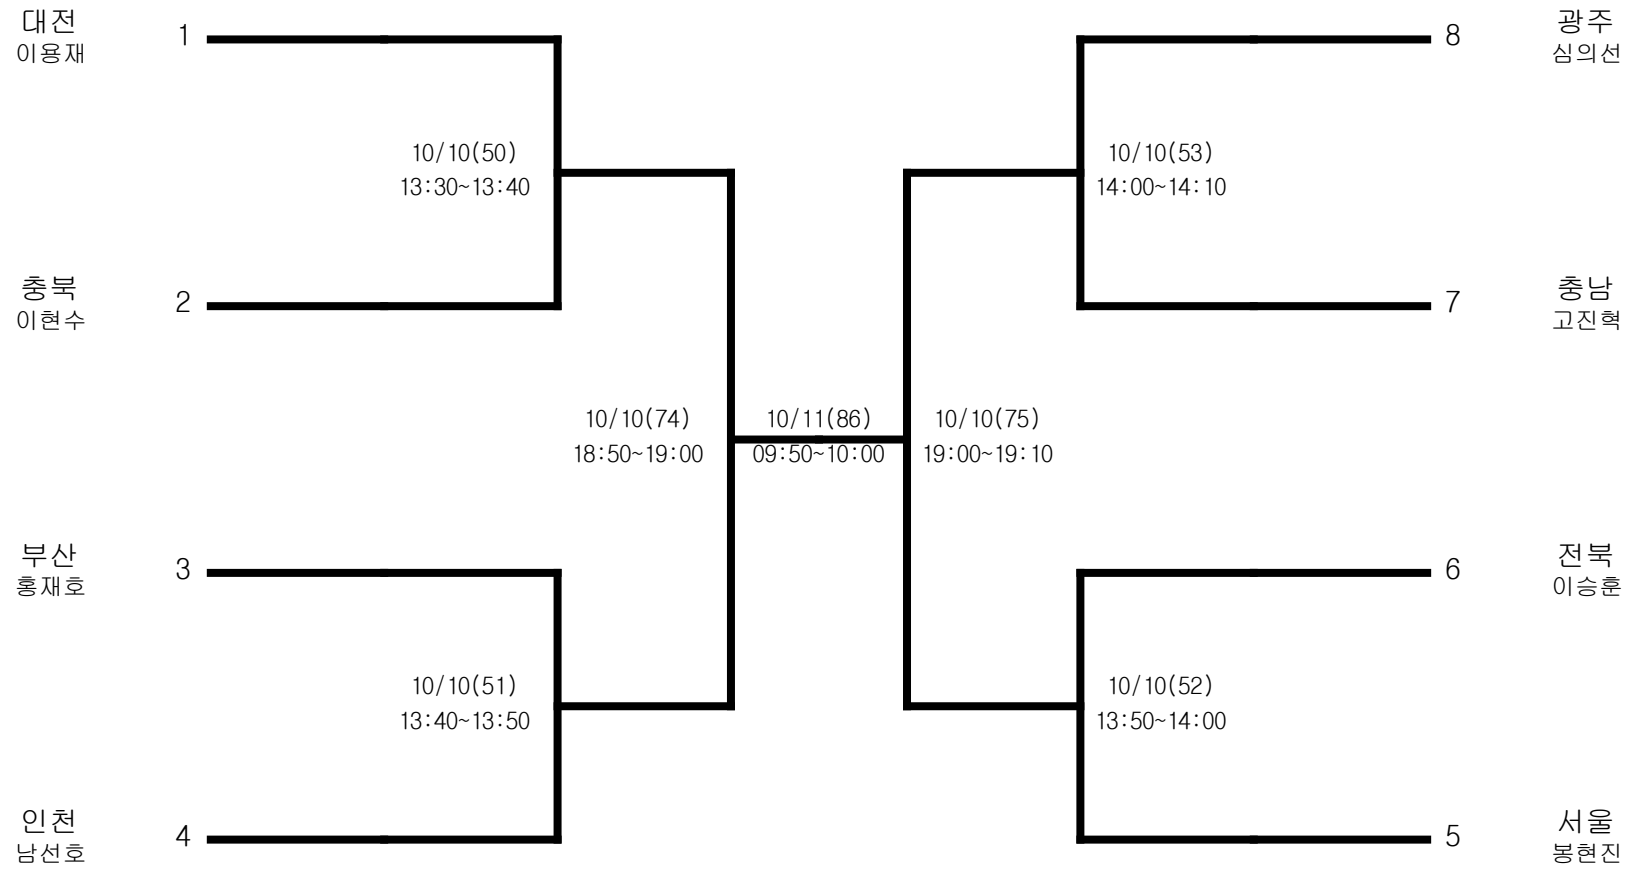 대전
이용재
1
8
광주
심의선
10/10(50)
13:30~13:40
10/10(53)
14:00~14:10
충북
이현수
2
7
충남
고진혁
10/10(74)
18:50~19:00
10/11(86)
09:50~10:00
10/10(75)
19:00~19:10
부산
홍재호
3
6
전북
이승훈
10/10(51)
13:40~13:50
10/10(52)
13:50~14:00
인천
남선호
4
5
서울
봉현진